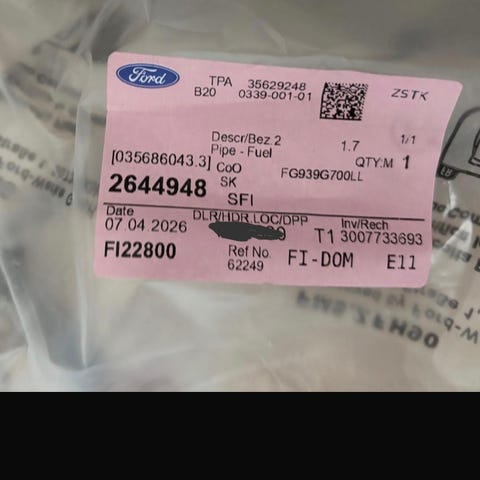 Ford
TPA 35629248
B20 0339-001-01
ZSTK
Descr/Bez.2
Pipe - Fuel
1.7
1/1
QTY:M 1
[035686043.3]
CoO
FG939G700LL
2644948
SK
SFI
Date
DLR/HDR LOC/DPP
Inv/Rech
07.04.2026
T1 3007733693
FI22800
Ref No.
62249
FI-DOM
E11